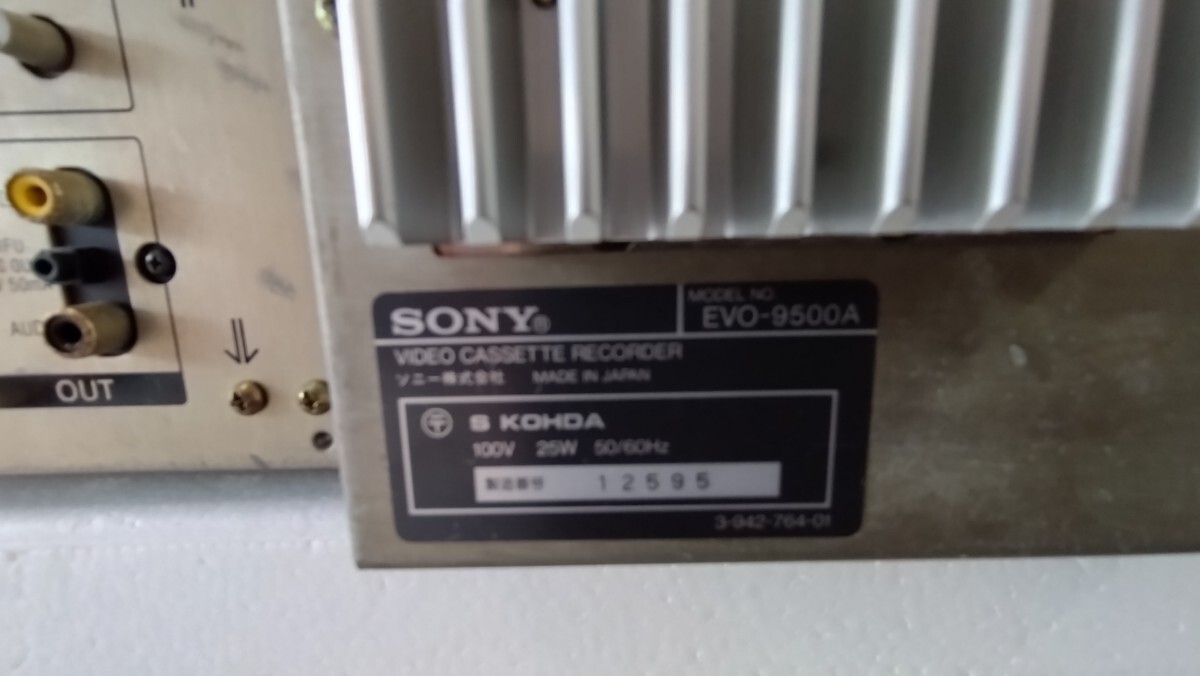 SONY®
MODEL NO.
EVO-9500A
VIDEO CASSETTE RECORDER
ソニー株式会社 MADE IN JAPAN
〒 S KOHDA
100V 25W 50/60Hz
製造番号 12595
3-942-764-01
OUT